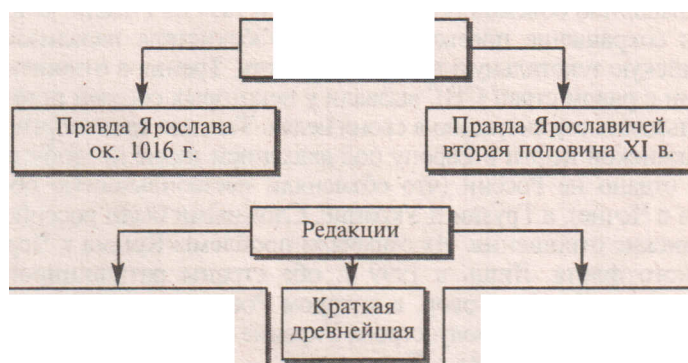 Правда Ярослава
ок. 1016 г.
Правда Ярославичей
вторая половина XI в.
Редакции
Краткая
древнейшая